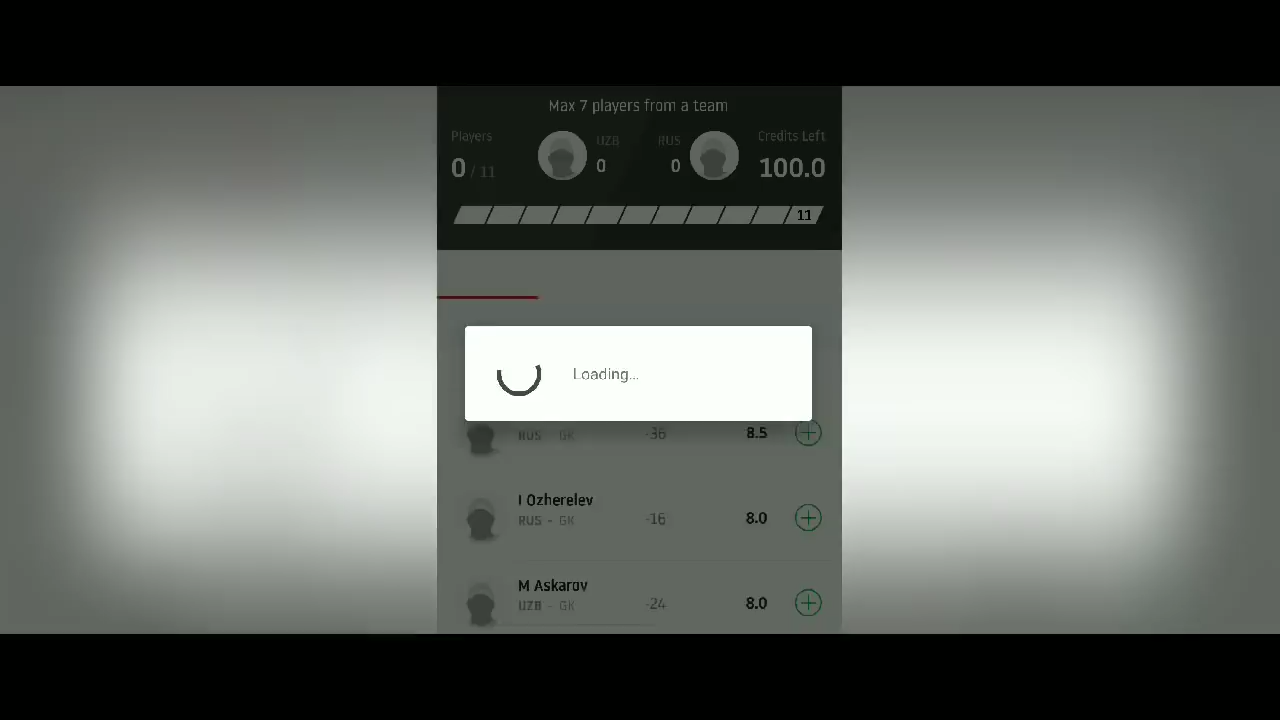 Max 7 players from a team
Players UZB RUS Credits Left
0 / 11 0 0 100.0
11
Loading...
RUS - GK -36 8.5
I Ozherelev
RUS - GK -16 8.0
M Askarov
UZB - GK -24 8.0